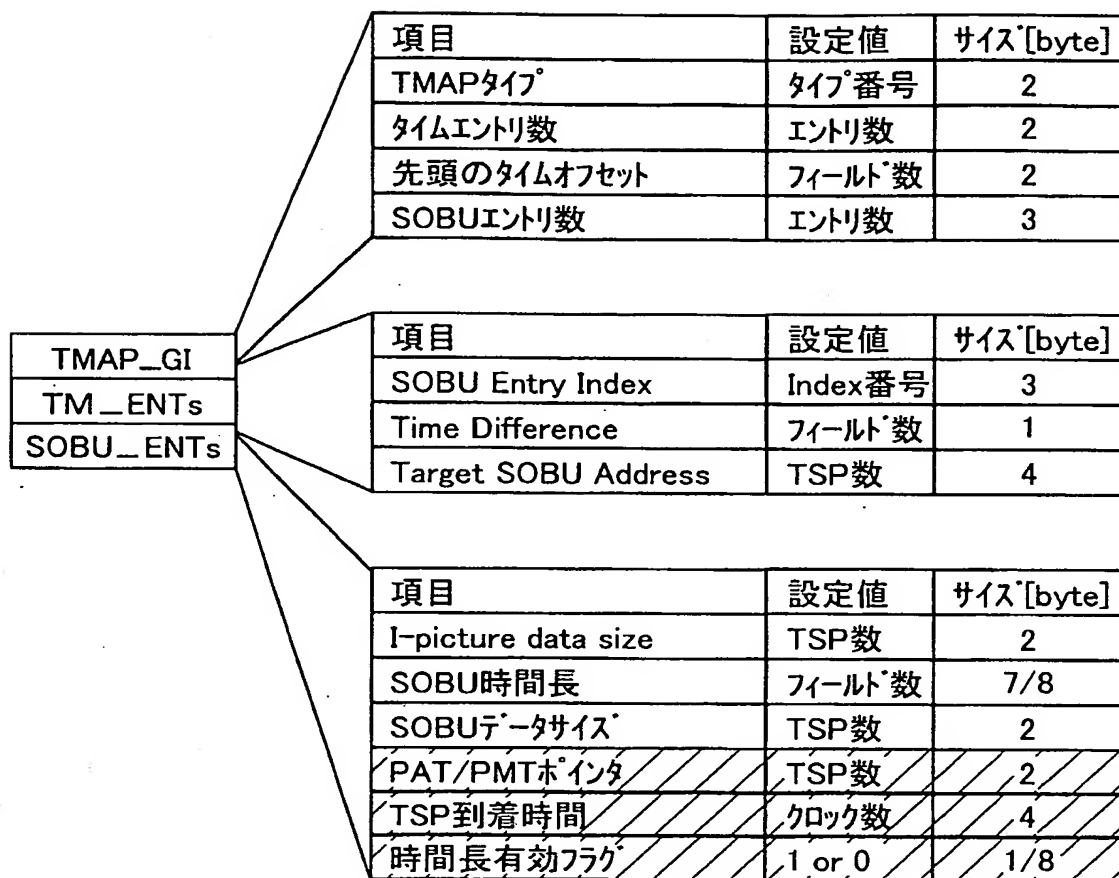 項目 設定値 サイズ[byte]
TMAPタイプ タイプ番号 2
タイムエントリ数 エントリ数 2
先頭のタイムオフセット フィールド数 2
SOBUエントリ数 エントリ数 3
TMAP_GI
TM_ENTs
SOBU_ENTs
項目 設定値 サイズ[byte]
SOBU Entry Index Index番号 3
Time Difference フィールド数 1
Target SOBU Address TSP数 4
項目 設定値 サイズ[byte]
I-picture data size TSP数 2
SOBU時間長 フィールド数 7/8
SOBUデータサイズ TSP数 2
PAT/PMTポインタ TSP数 2
TSP到着時間 クロック数 4
時間長有効フラグ 1 or 0 1/8